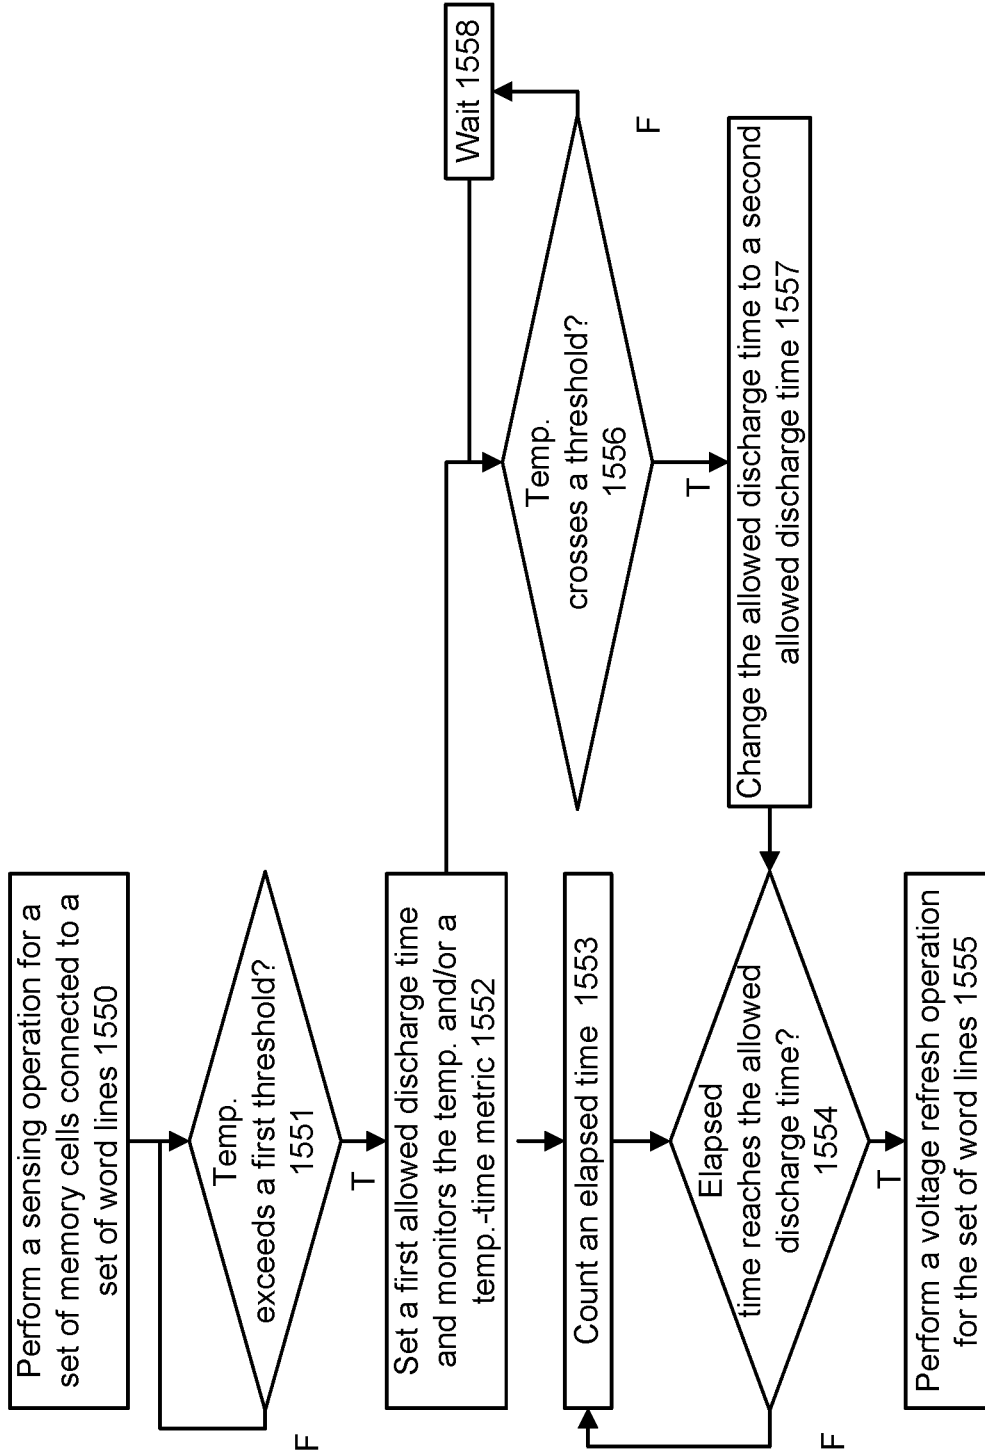 Perform a sensing operation for a
set of memory cells connected to a
set of word lines 1550
Temp.
exceeds a first threshold?
1551
F
T
Set a first allowed discharge time
and monitors the temp. and/or a
temp.-time metric 1552
Count an elapsed time 1553
Elapsed
time reaches the allowed
discharge time?
1554
F
T
Perform a voltage refresh operation
for the set of word lines 1555
Wait 1558
Temp.
crosses a threshold?
1556
F
T
Change the allowed discharge time to a second
allowed discharge time 1557